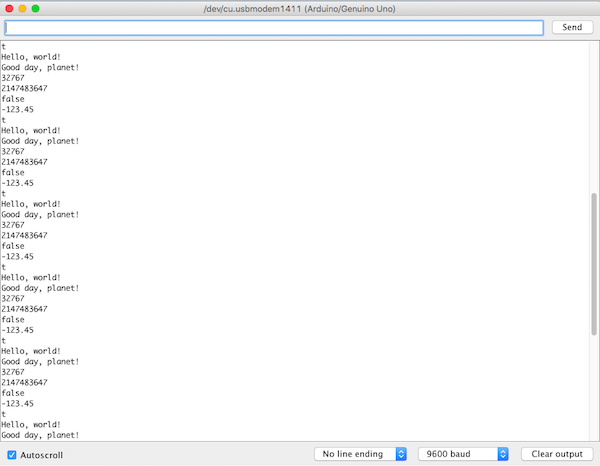 /dev/cu.usbmodem1411 (Arduino/Genuino Uno)
Send
t
Hello, world!
Good day, planet!
32767
2147483647
false
-123.45
t
Hello, world!
Good day, planet!
32767
2147483647
false
-123.45
t
Hello, world!
Good day, planet!
32767
2147483647
false
-123.45
t
Hello, world!
Good day, planet!
32767
2147483647
false
-123.45
t
Hello, world!
Good day, planet!
32767
2147483647
false
-123.45
t
Hello, world!
Good day, planet!
Autoscroll No line ending 9600 baud Clear output